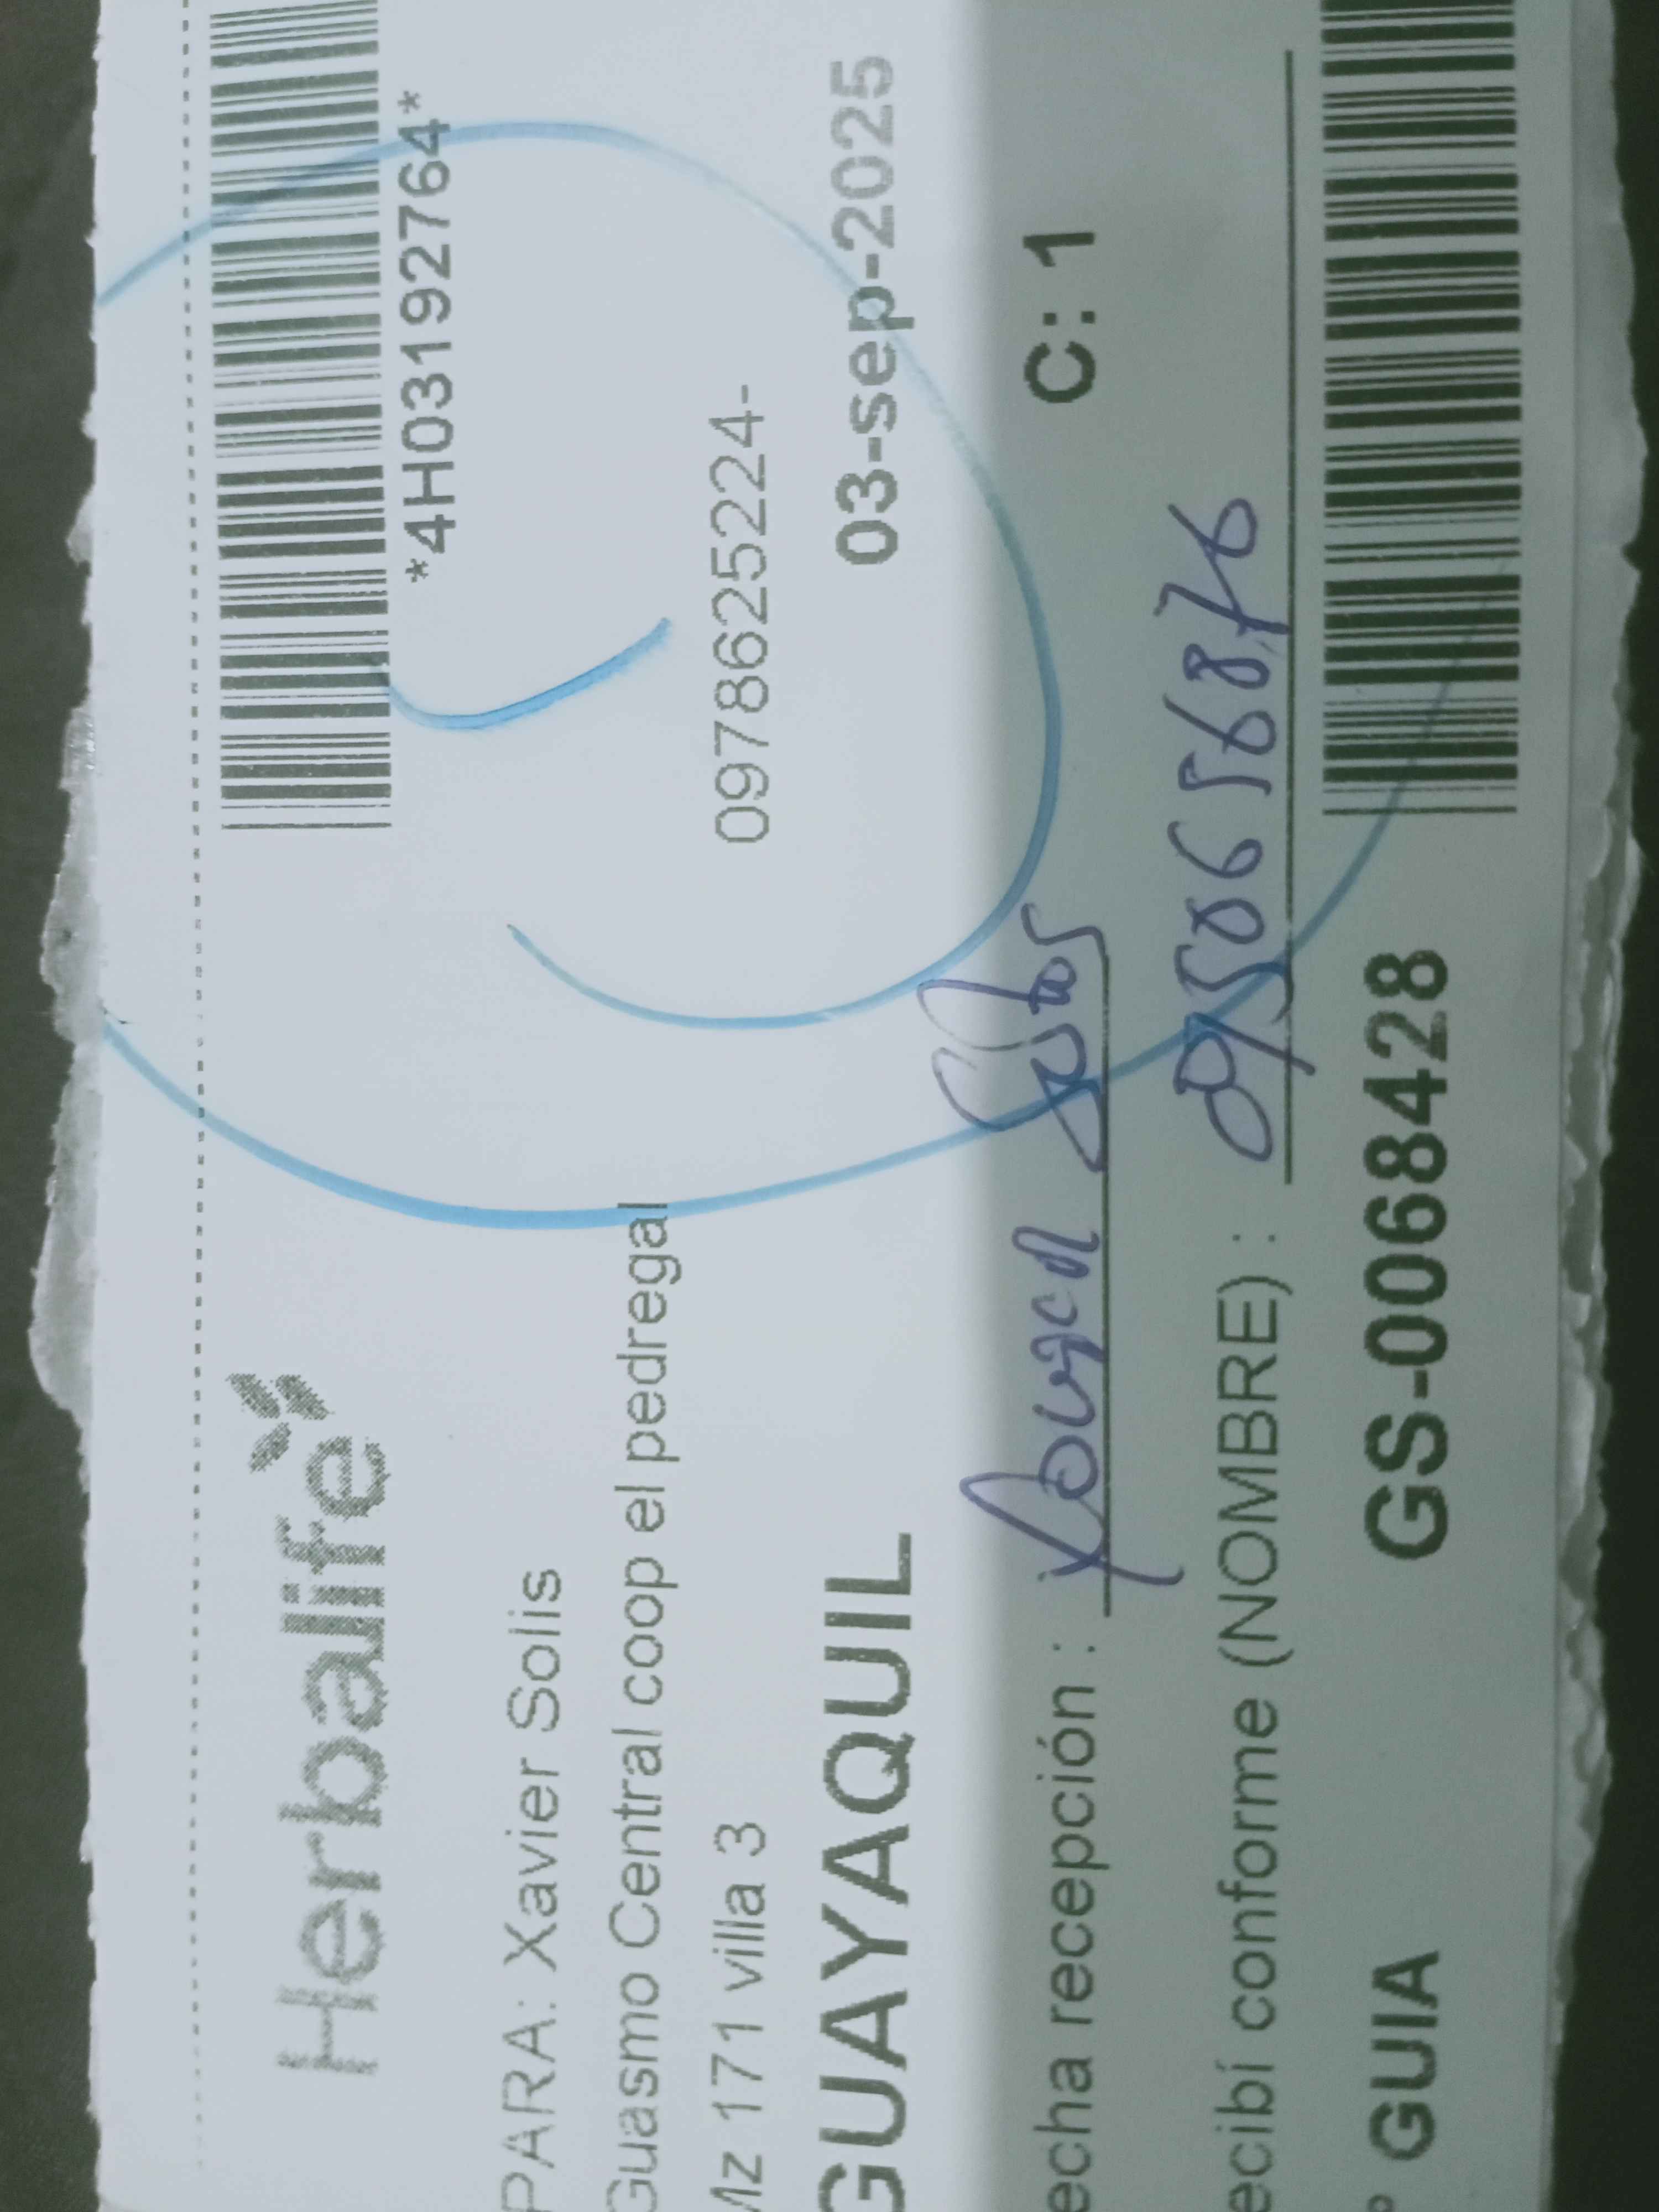 Herbalife
*4H03192764*
PARA: Xavier Solis
Guasmo Central coop el pedregal
Mz 171 villa 3
0978625224-
GUAYAQUIL
03-sep-2025
echa recepción :
C: 1
ecibí conforme (NOMBRE) :
º GUIA
GS-0068428